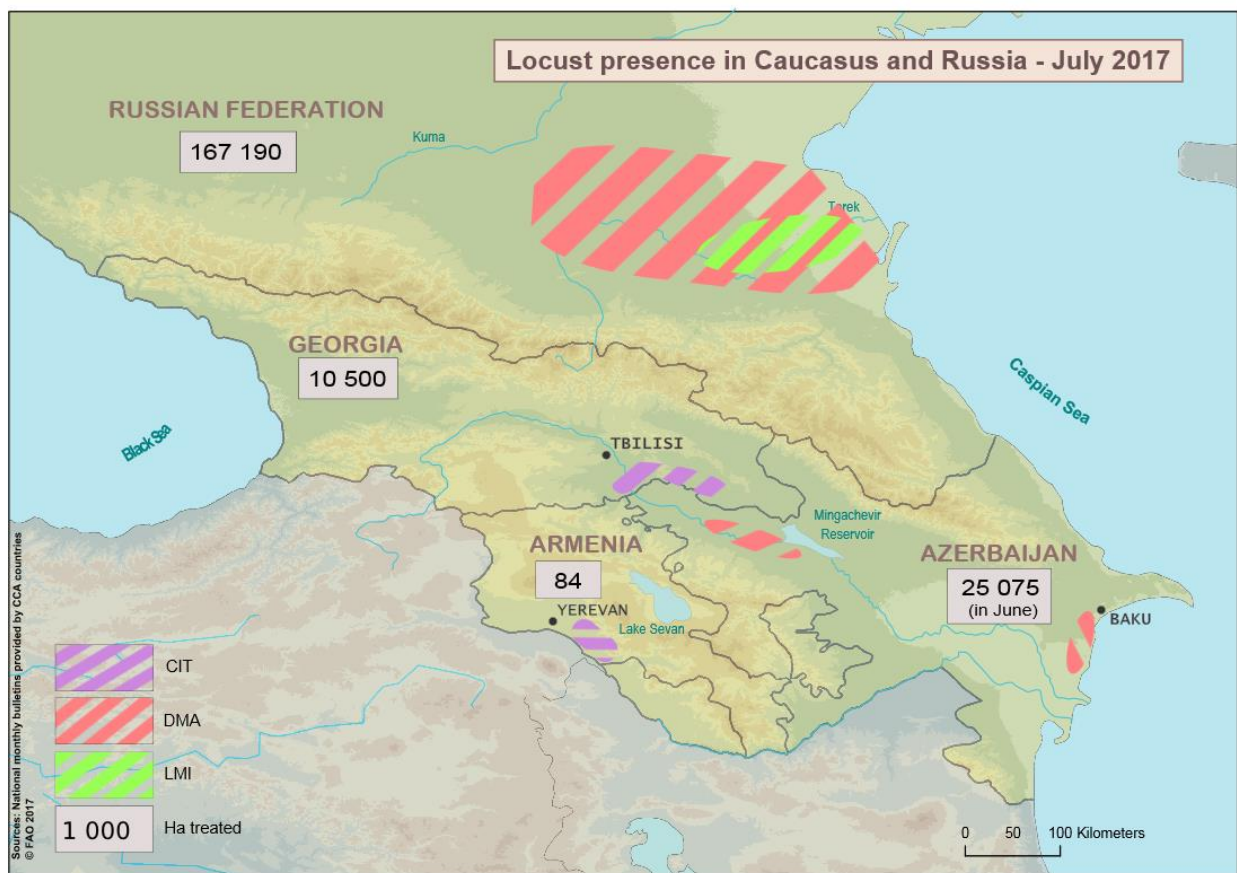 Locust presence in Caucasus and Russia - July 2017
RUSSIAN FEDERATION
167 190
Kuma
Terek
GEORGIA
10 500
Caspian Sea
Black Sea
TBILISI
Mingachevir
Reservoir
ARMENIA
84
AZERBAIJAN
25 075
(in June)
YEREVAN
Lake Sevan
BAKU
CIT
DMA
LMI
1 000
Ha treated
0 50 100 Kilometers
Sources: National monthly bulletins provided by CCA countries
© FAO 2017